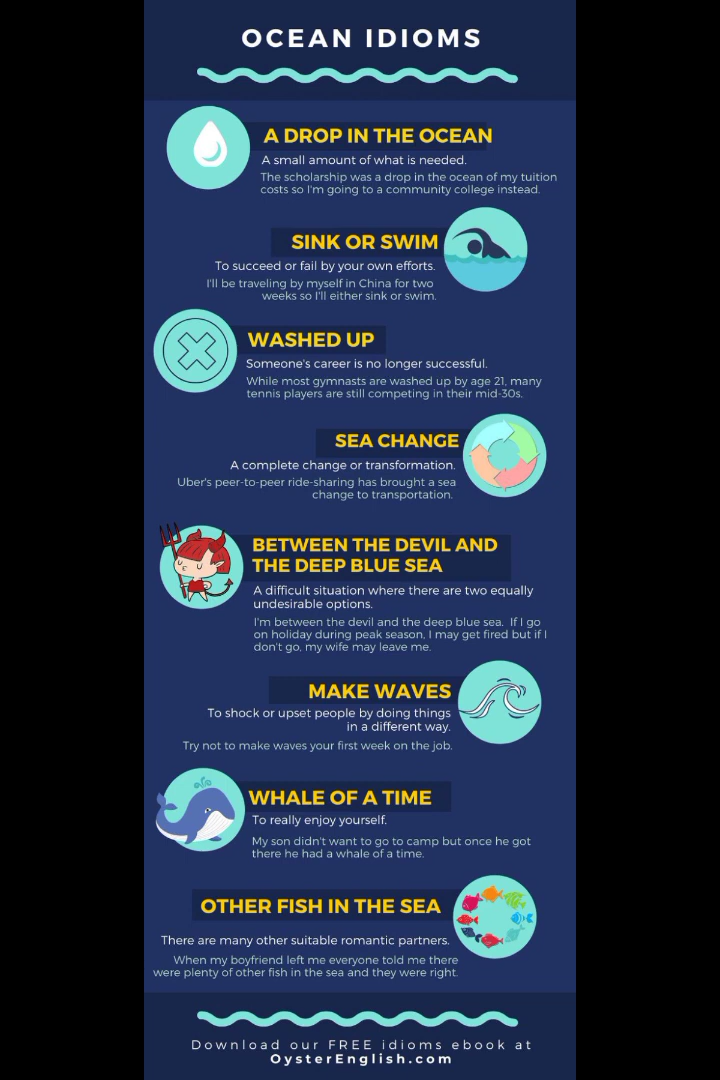 OCEAN IDIOMS
A DROP IN THE OCEAN
A small amount of what is needed.
The scholarship was a drop in the ocean of my tuition
costs so I'm going to a community college instead.
SINK OR SWIM
To succeed or fail by your own efforts.
I'll be traveling by myself in China for two
weeks so I'll either sink or swim.
WASHED UP
Someone's career is no longer successful.
While most gymnasts are washed up by age 21, many
tennis players are still competing in their mid-30s.
SEA CHANGE
A complete change or transformation.
Uber's peer-to-peer ride-sharing has brought a sea
change to transportation.
BETWEEN THE DEVIL AND
THE DEEP BLUE SEA
A difficult situation where there are two equally
undesirable options.
I'm between the devil and the deep blue sea. If I go
on holiday during peak season, I may get fired but if I
don't go, my wife may leave me.
MAKE WAVES
To shock or upset people by doing things
in a different way.
Try not to make waves your first week on the job.
WHALE OF A TIME
To really enjoy yourself.
My son didn't want to go to camp but once he got
there he had a whale of a time.
OTHER FISH IN THE SEA
There are many other suitable romantic partners.
When my boyfriend left me everyone told me there
were plenty of other fish in the sea and they were right.
Download our FREE idioms ebook at
OysterEnglish.com